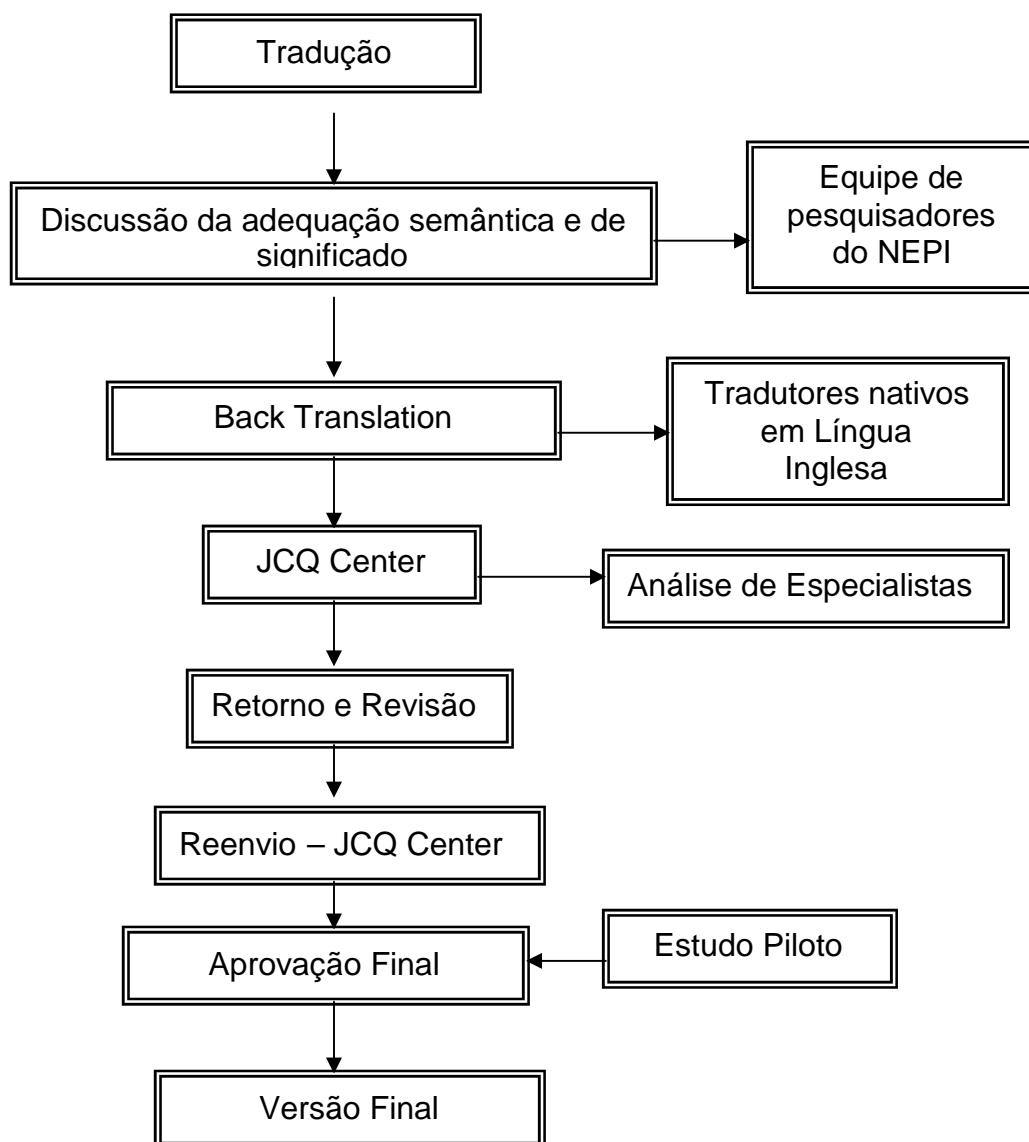 Tradução
Discussão da adequação semântica e de
significado
Equipe de
pesquisadores
do NEPI
Back Translation
Tradutores nativos
em Língua
Inglesa
JCQ Center
Análise de Especialistas
Retorno e Revisão
Reenvio – JCQ Center
Aprovação Final
Estudo Piloto
Versão Final